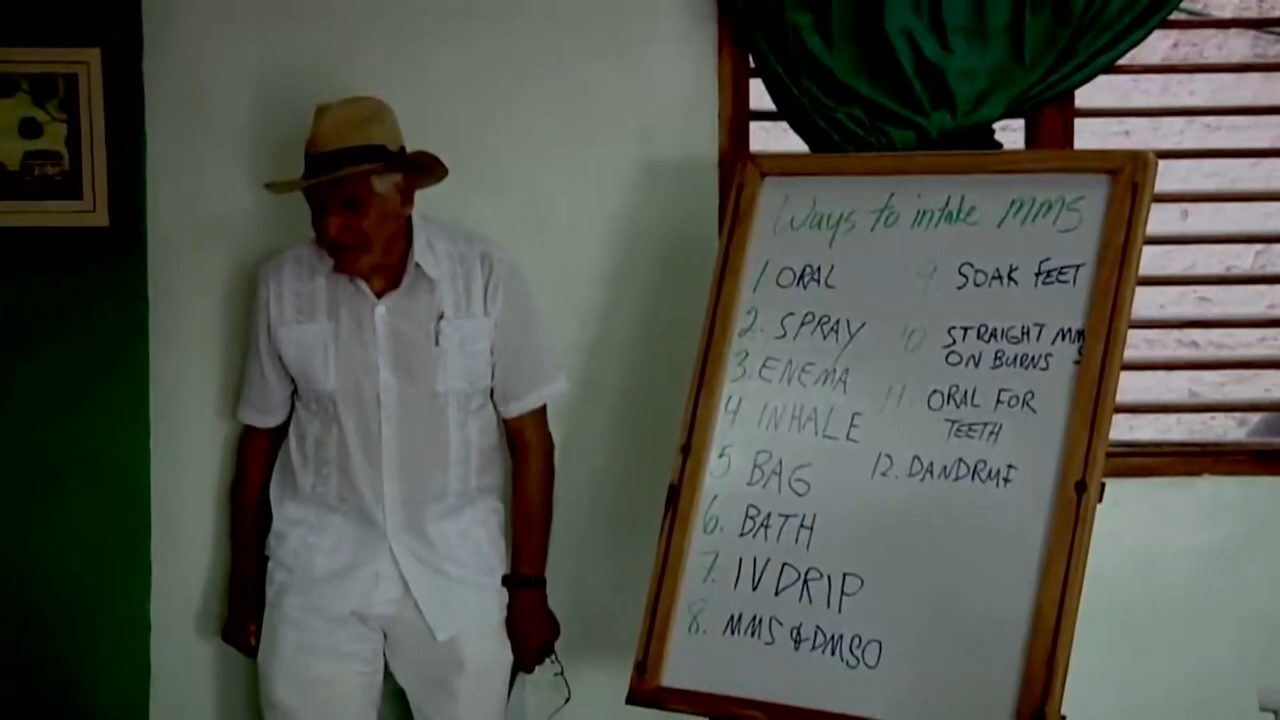 Ways to intake MMS
1 ORAL
2. SPRAY
3. ENEMA
4 INHALE
5 BAG
6. BATH
7. IV DRIP
8. MMS & DMSO
9 SOAK FEET
10 STRAIGHT MMS
ON BURNS
11 ORAL FOR
TEETH
12. DANDRUF